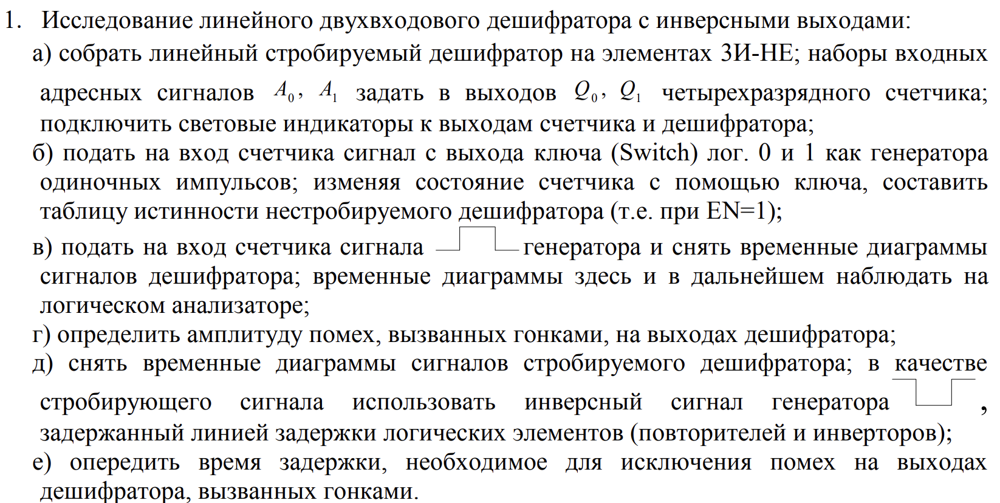 1. Исследование линейного двухвходового дешифратора с инверсными выходами:
а) собрать линейный стробируемый дешифратор на элементах 3И-НЕ; наборы входных
адресных сигналов A₀, A₁ задать в выходов Q₀, Q₁ четырехразрядного счетчика;
подключить световые индикаторы к выходам счетчика и дешифратора;
б) подать на вход счетчика сигнал с выхода ключа (Switch) лог. 0 и 1 как генератора
одиночных импульсов; изменяя состояние счетчика с помощью ключа, составить
таблицу истинности нестробируемого дешифратора (т.е. при EN=1);
в) подать на вход счетчика сигнала генератора и снять временные диаграммы
сигналов дешифратора; временные диаграммы здесь и в дальнейшем наблюдать на
логическом анализаторе;
г) определить амплитуду помех, вызванных гонками, на выходах дешифратора;
д) снять временные диаграммы сигналов стробируемого дешифратора; в качестве
стробирующего сигнала использовать инверсный сигнал генератора ,
задержанный линией задержки логических элементов (повторителей и инверторов);
е) опередить время задержки, необходимое для исключения помех на выходах
дешифратора, вызванных гонками.